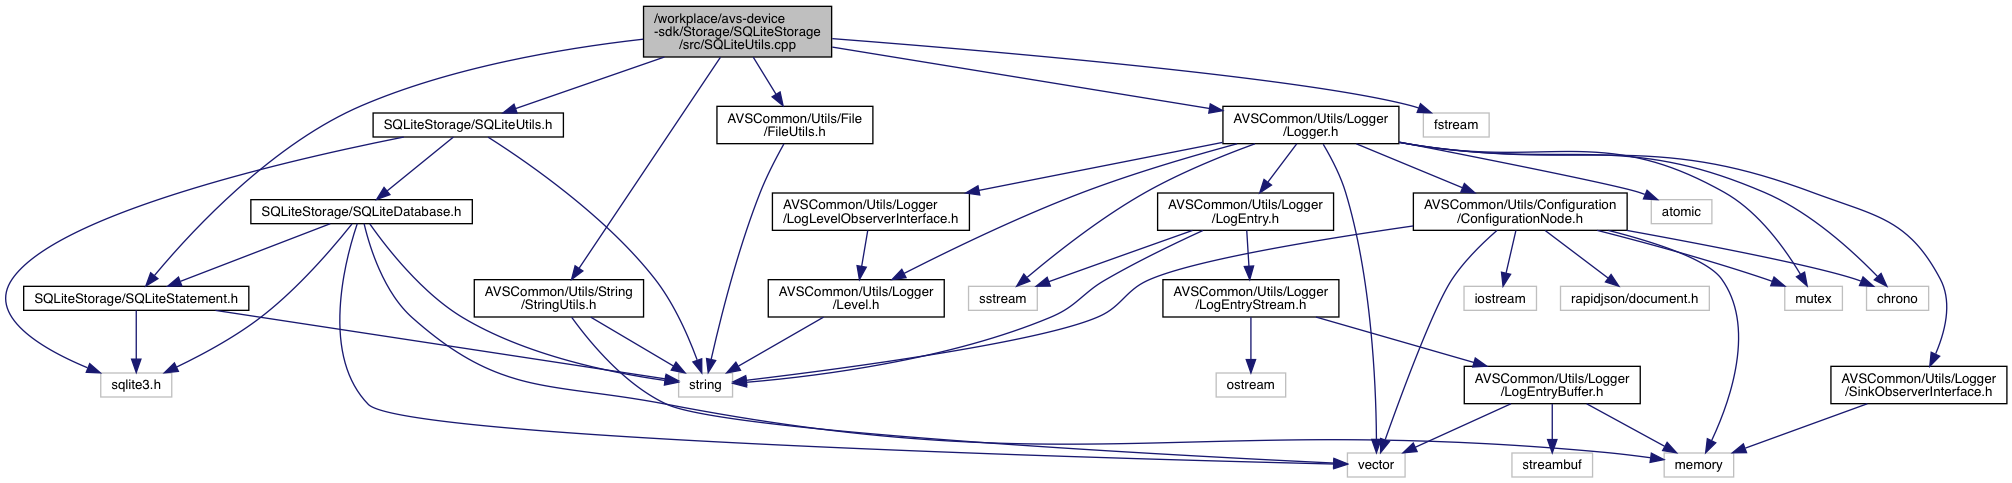 /workplace/avs-device
-sdk/Storage/SQLiteStorage
/src/SQLiteUtils.cpp
SQLiteStorage/SQLiteUtils.h
AVSCommon/Utils/File
/FileUtils.h
AVSCommon/Utils/Logger
/Logger.h
fstream
SQLiteStorage/SQLiteDatabase.h
AVSCommon/Utils/Logger
/LogLevelObserverInterface.h
AVSCommon/Utils/Logger
/LogEntry.h
AVSCommon/Utils/Configuration
/ConfigurationNode.h
atomic
SQLiteStorage/SQLiteStatement.h
AVSCommon/Utils/String
/StringUtils.h
AVSCommon/Utils/Logger
/Level.h
sstream
AVSCommon/Utils/Logger
/LogEntryStream.h
iostream
rapidjson/document.h
mutex
chrono
sqlite3.h
string
ostream
AVSCommon/Utils/Logger
/LogEntryBuffer.h
AVSCommon/Utils/Logger
/SinkObserverInterface.h
vector
streambuf
memory